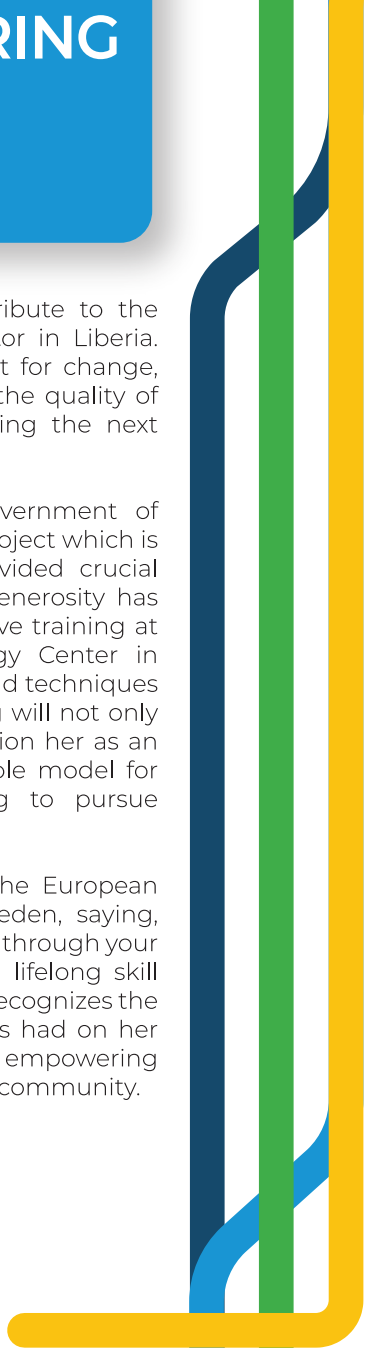 RING
ribute to the
tor in Liberia.
t for change,
the quality of
ing the next
vernment of
oject which is
vided crucial
enerosity has
ve training at
gy Center in
d techniques
g will not only
tion her as an
ole model for
g to pursue
he European
eden, saying,
through your
lifelong skill
ecognizes the
s had on her
empowering
community.